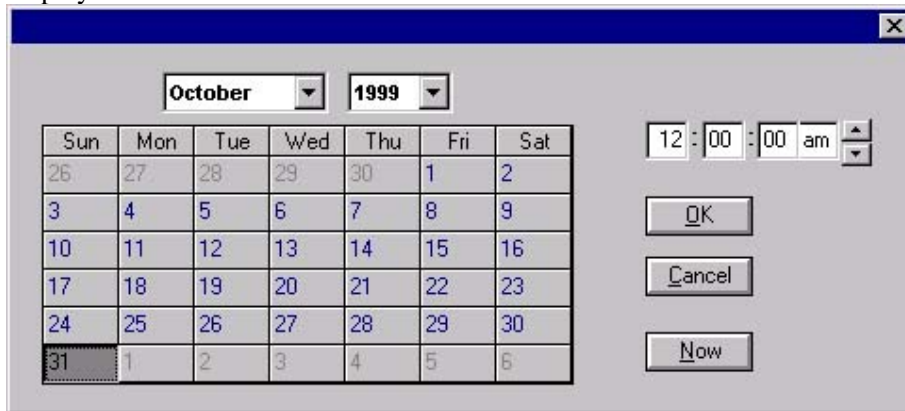 October 1999
Sun Mon Tue Wed Thu Fri Sat
12 : 00 : 00 am
26 27 28 29 30 1 2
3 4 5 6 7 8 9
OK
10 11 12 13 14 15 16
17 18 19 20 21 22 23
Cancel
24 25 26 27 28 29 30
31 1 2 3 4 5 6
Now